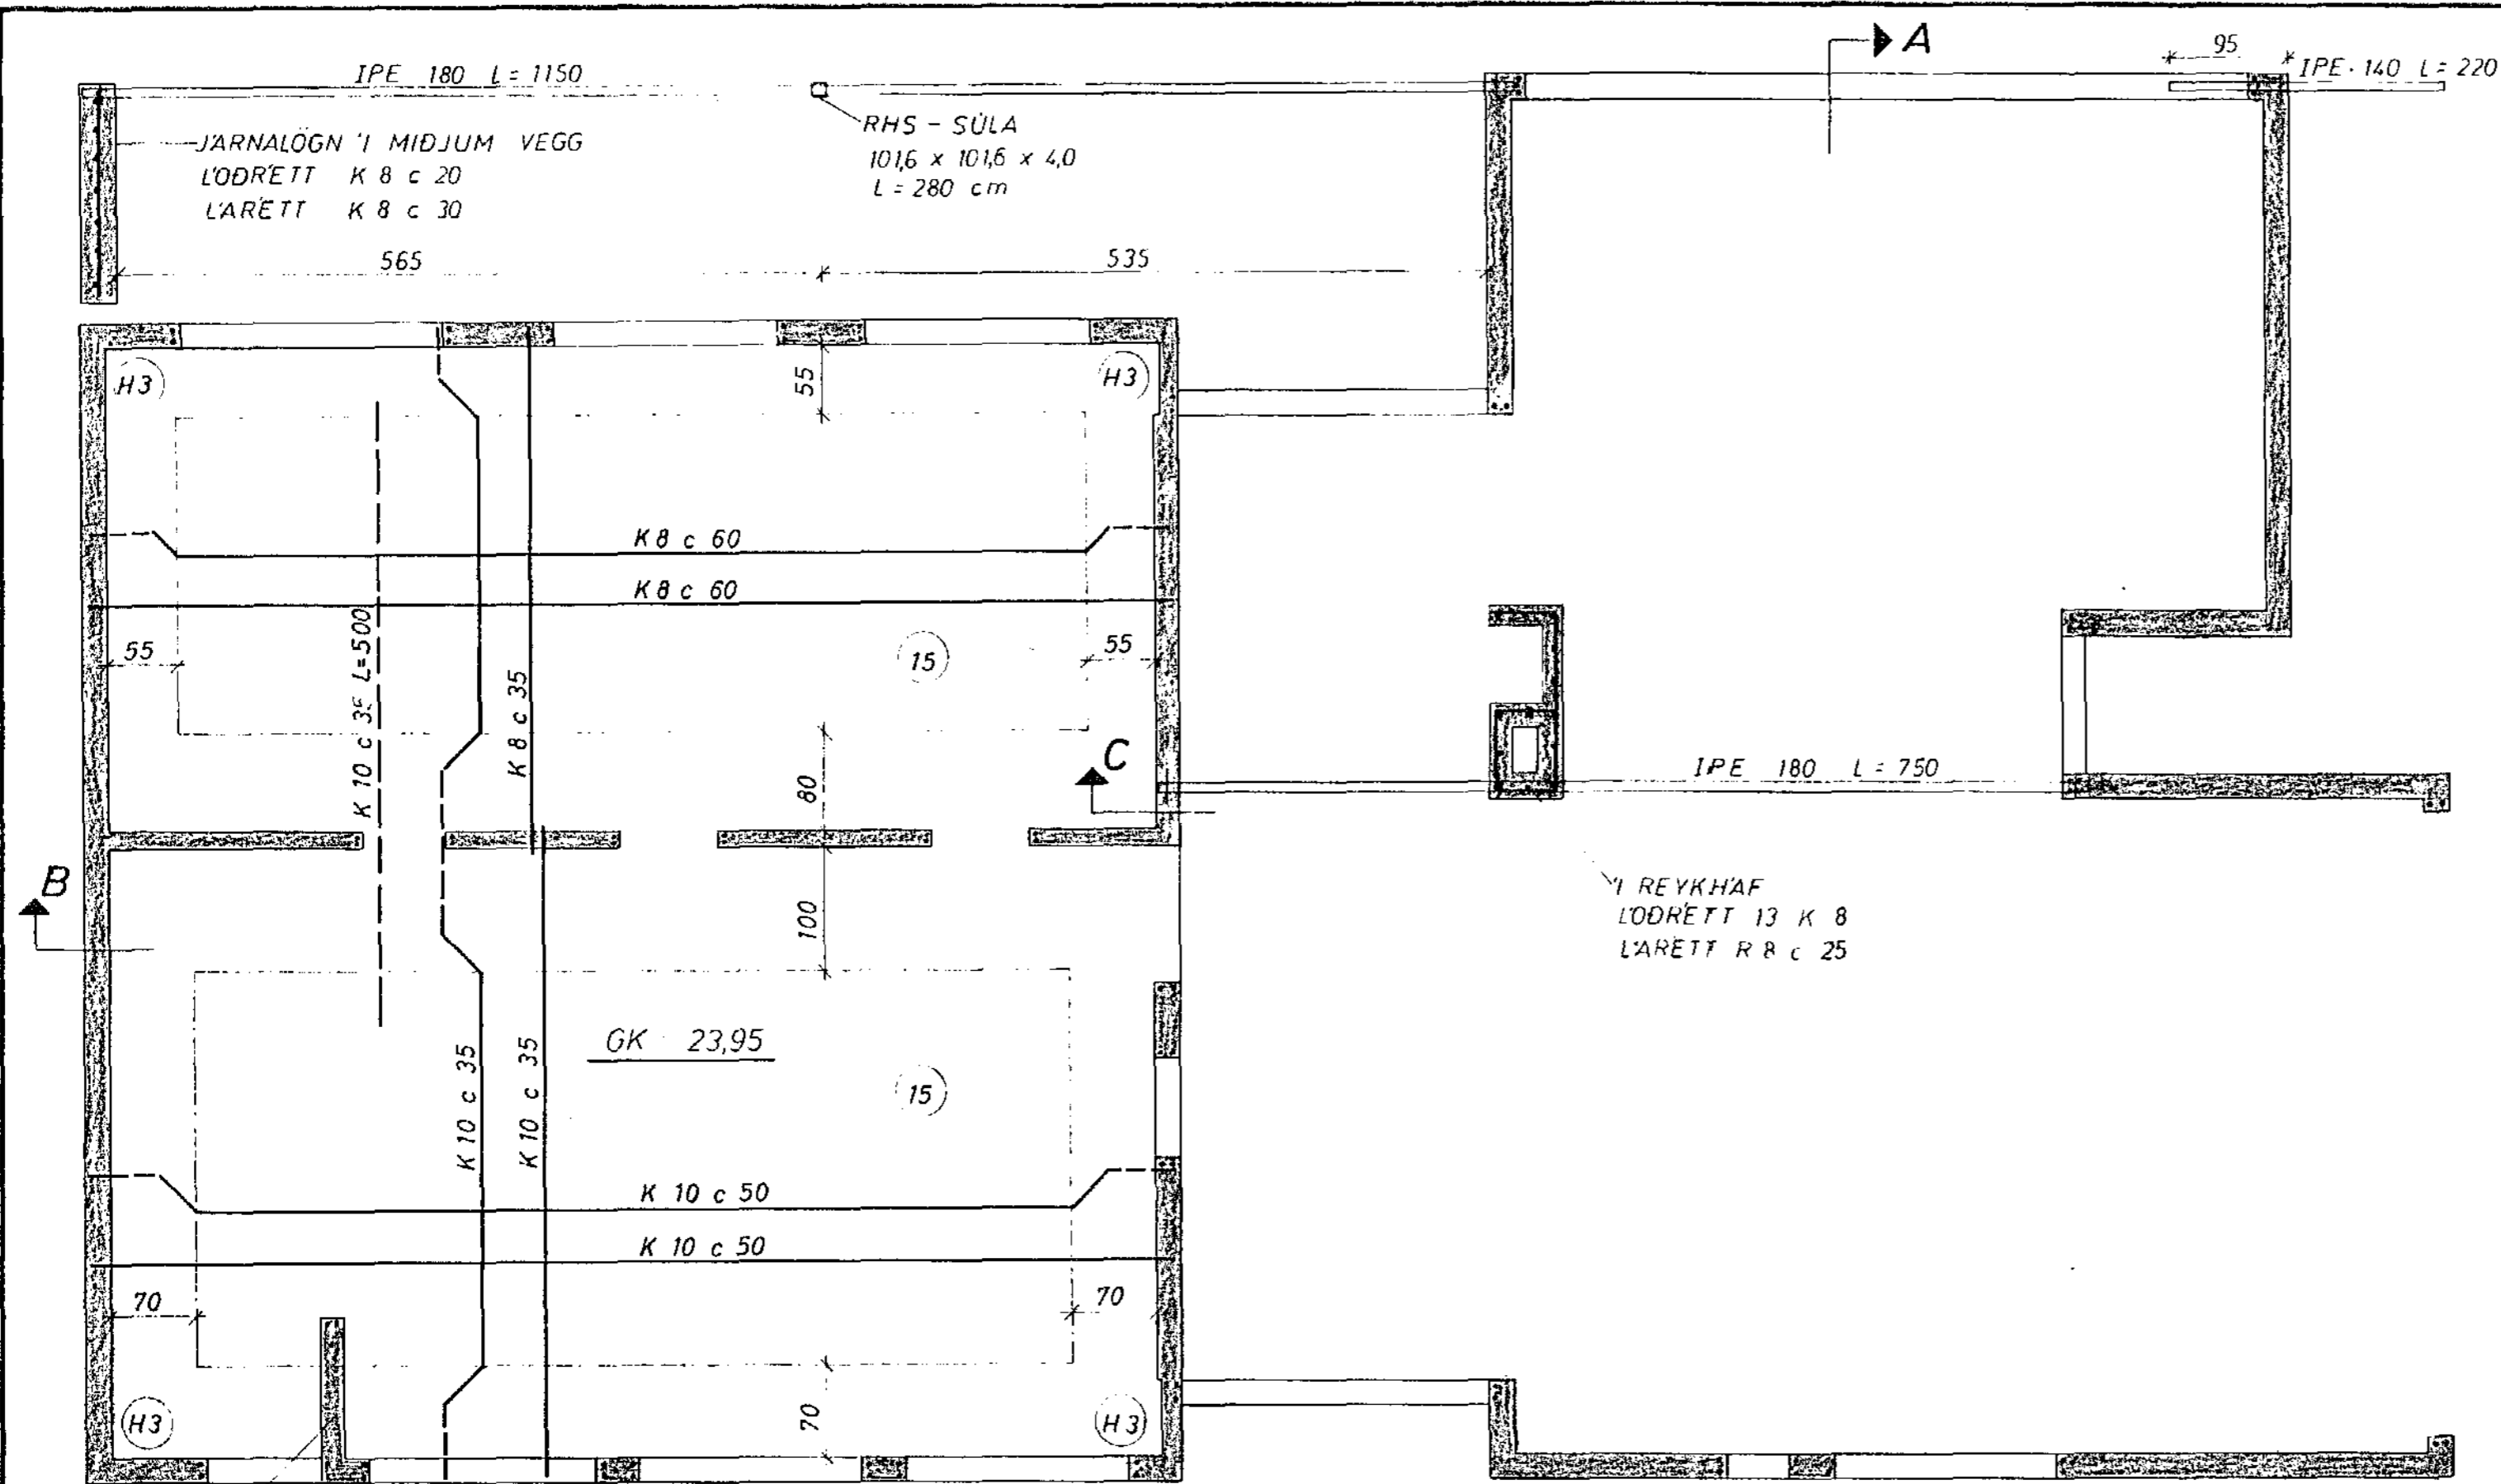 IPE 180 L = 1150
A
95
IPE 140 L = 220
JÁRNALÖGN Í MIÐJUM VEGG
LÓÐRÉTT K 8 c 20
LÁRÉTT K 8 c 30
RHS - SÚLA
101,6 x 101,6 x 4,0
L = 280 cm
565
535
H3
55
H3
K 8 c 60
K 8 c 60
55
K 10 c 35 L=500
K 8 c 35
15
55
80
C
IPE 180 L = 750
B
100
Í REYKHÁF
LÓÐRÉTT 13 K 8
LÁRÉTT R 8 c 25
GK 23,95
K 10 c 35
K 10 c 35
15
K 10 c 50
K 10 c 50
70
70
70
H3
H3